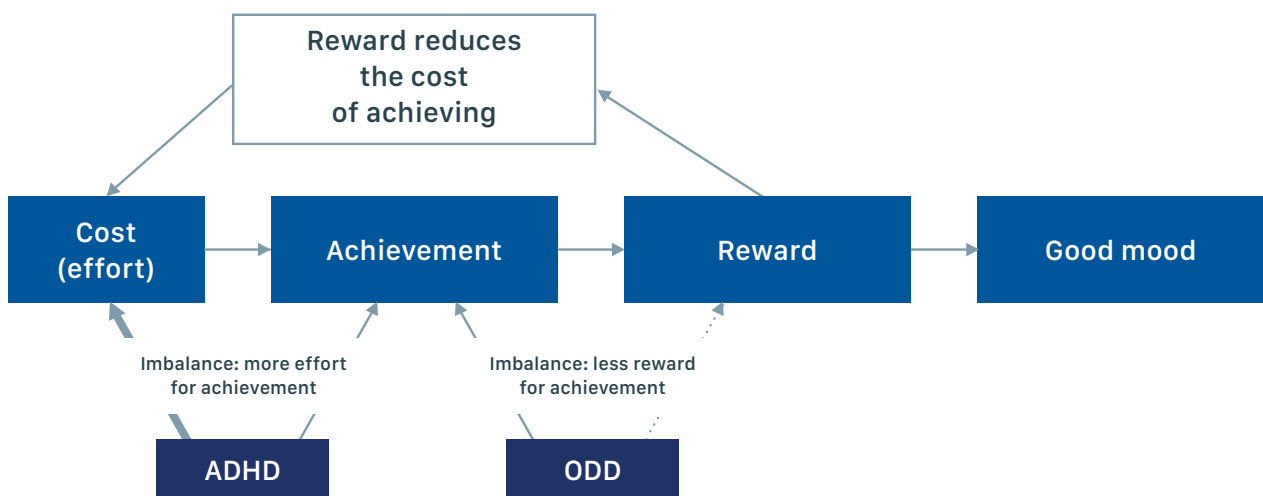 Reward reduces
the cost
of achieving
Cost
(effort)
Achievement
Reward
Good mood
Imbalance: more effort
for achievement
Imbalance: less reward
for achievement
ADHD
ODD